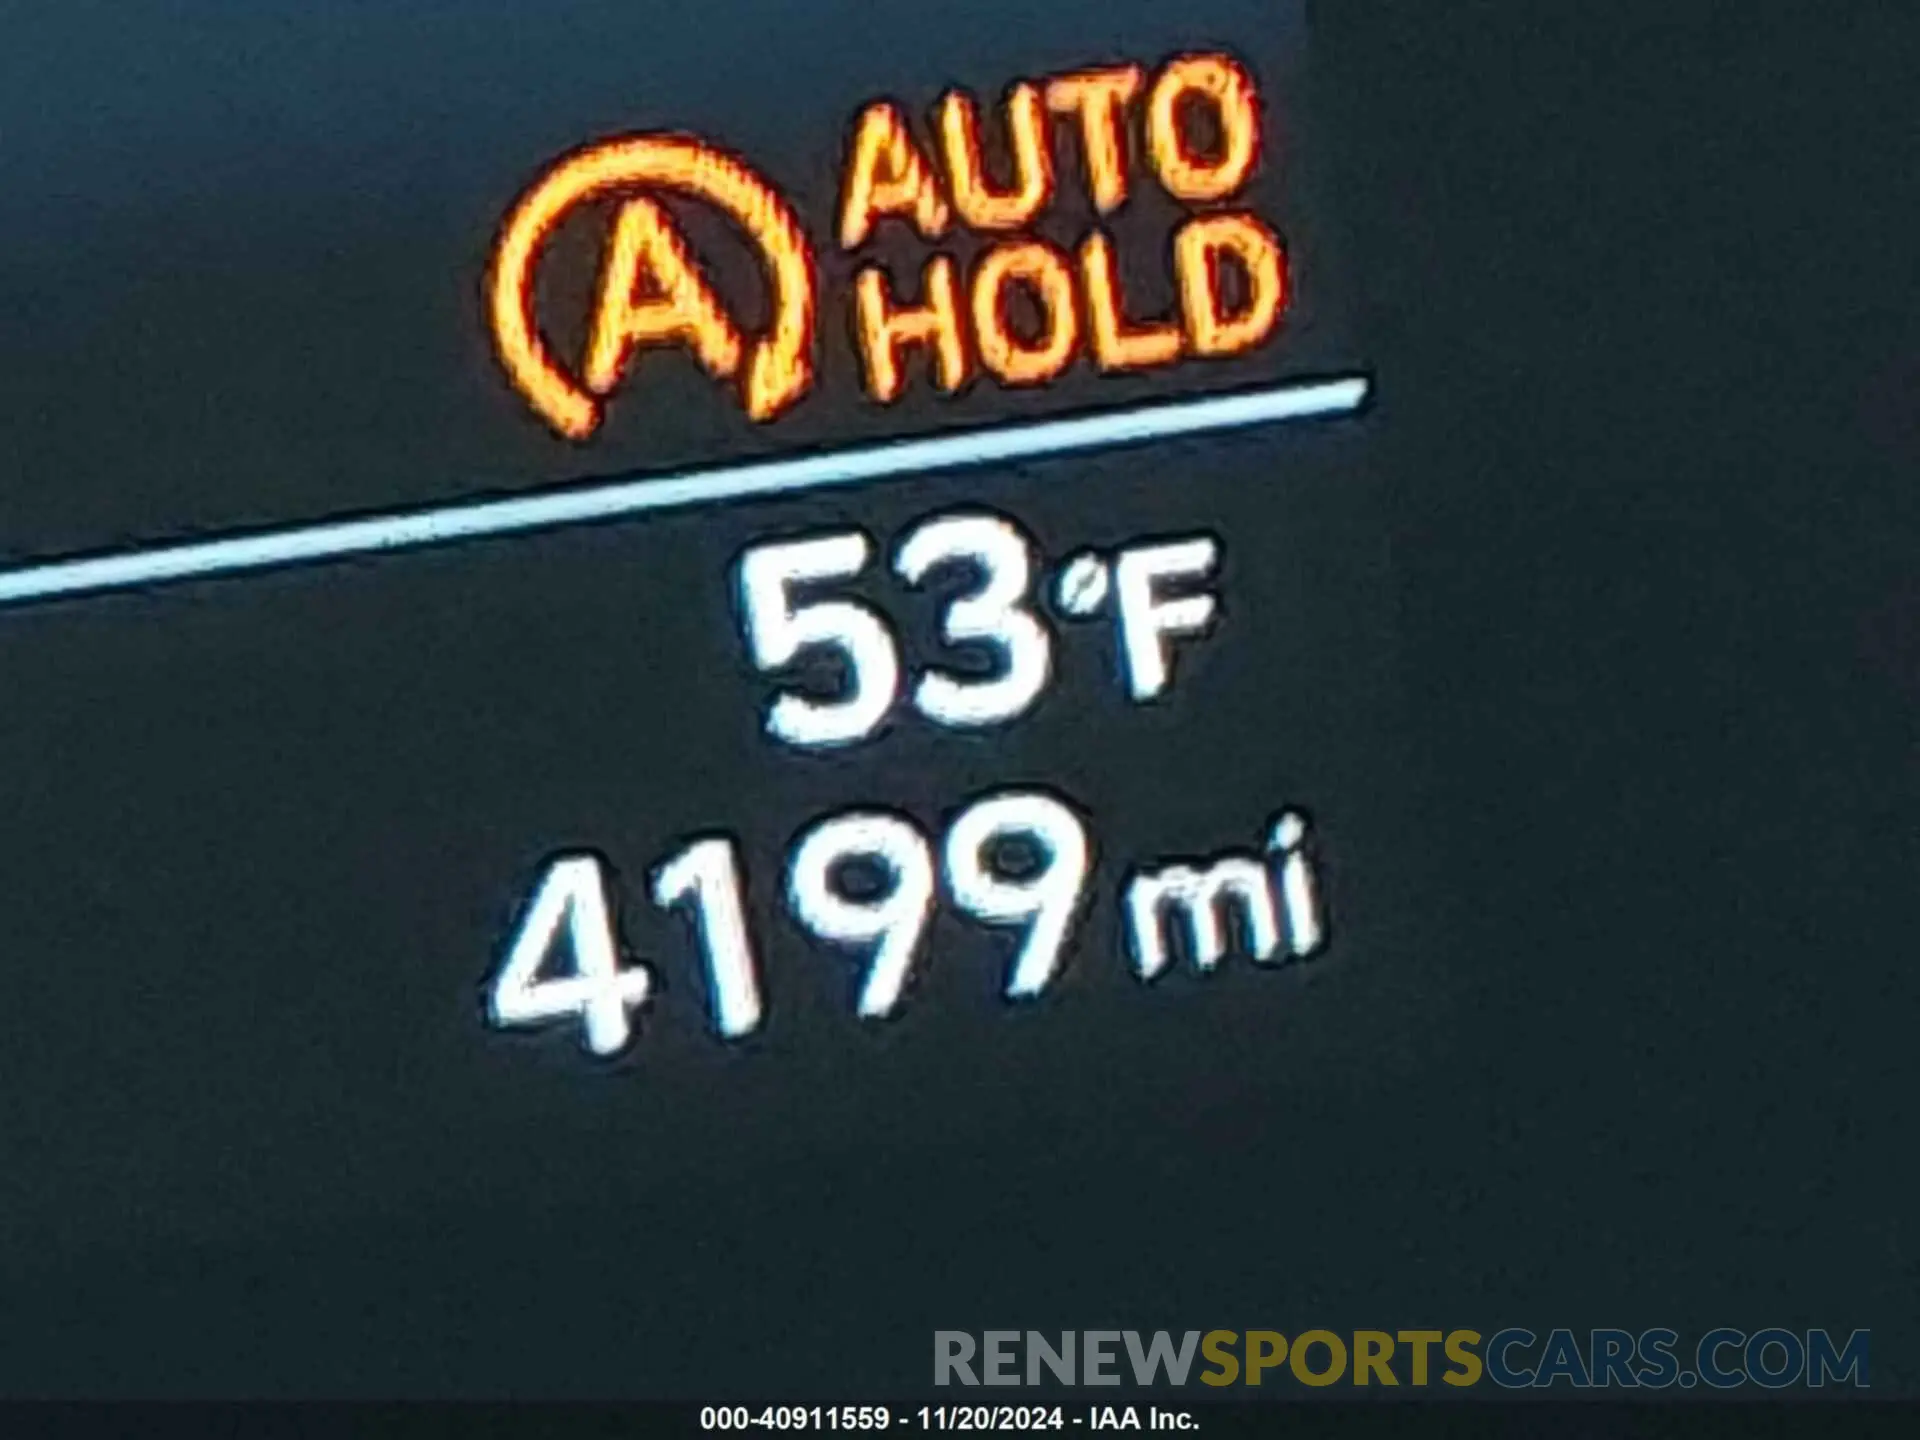 A AUTO
HOLD
53°F
4199 mi
RENEWSPORTSCARS.COM
000-40911559 - 11/20/2024 - IAA Inc.